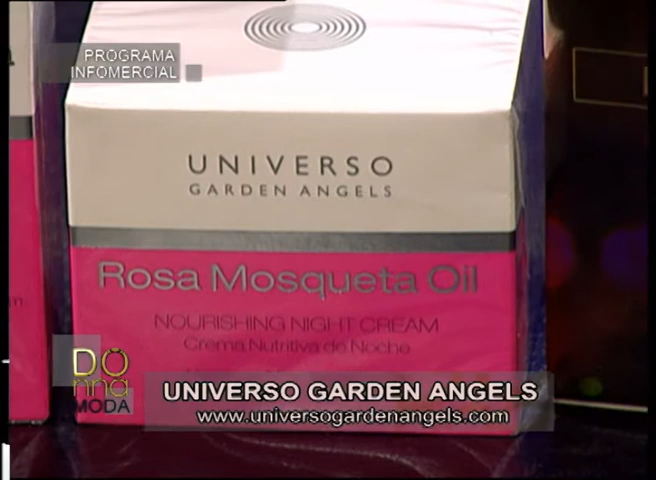 PROGRAMA
INFOMERCIAL
UNIVERSO
GARDEN ANGELS
Rosa Mosqueta Oil
NOURISHING NIGHT CREAM
Crema Nutritiva de Noche
DO
nna
MODA
UNIVERSO GARDEN ANGELS
www.universogardenangels.com